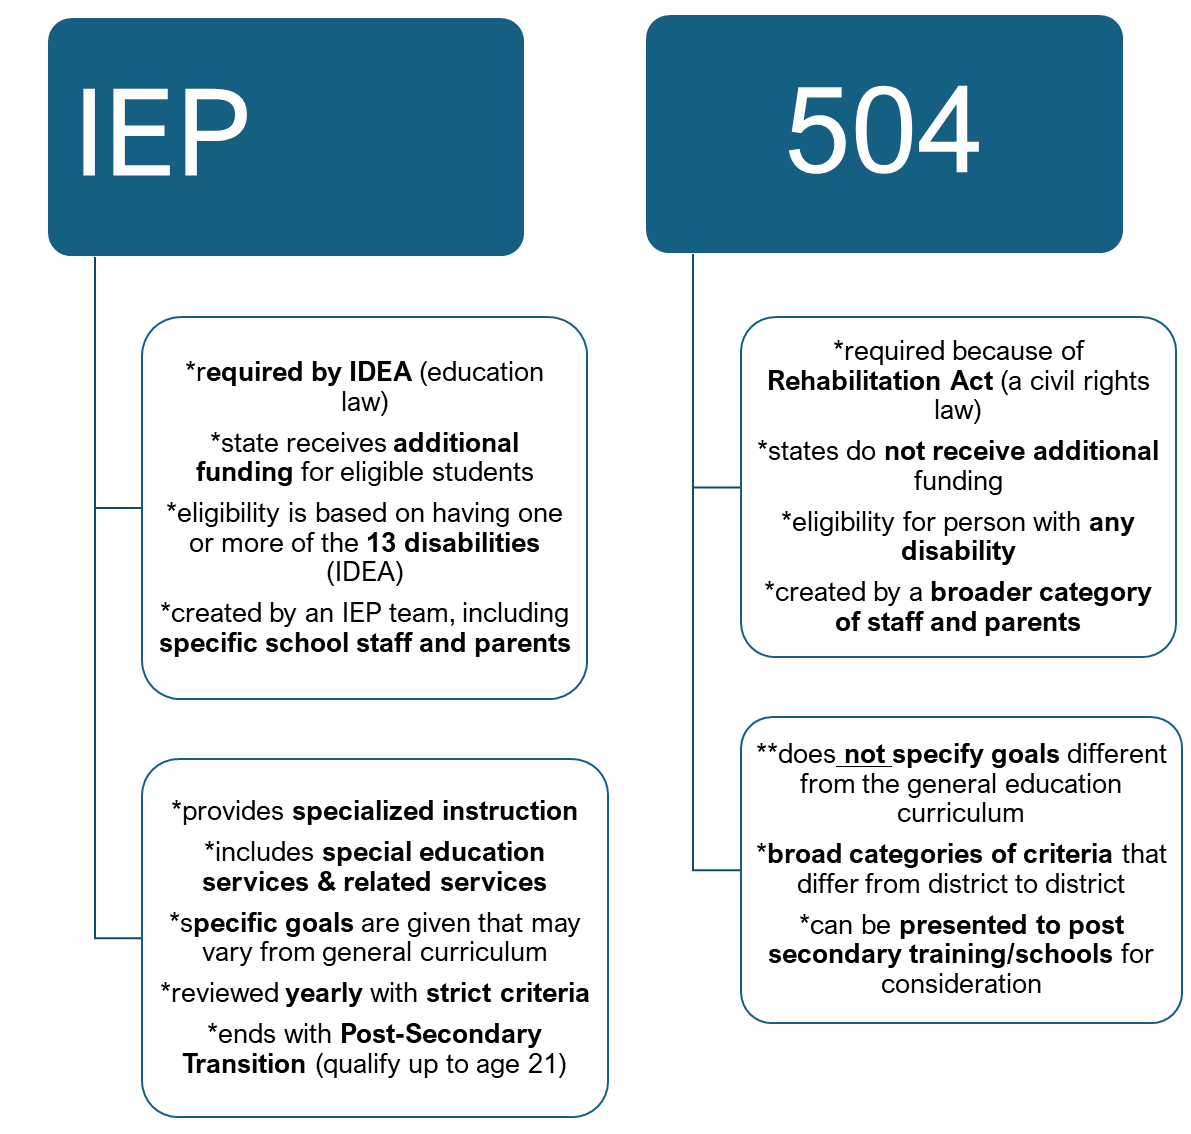 IEP
*required by IDEA (education
law)
*state receives additional
funding for eligible students
*eligibility is based on having one
or more of the 13 disabilities
(IDEA)
*created by an IEP team, including
specific school staff and parents
*provides specialized instruction
*includes special education
services & related services
*specific goals are given that may
vary from general curriculum
*reviewed yearly with strict criteria
*ends with Post-Secondary
Transition (qualify up to age 21)
504
*required because of
Rehabilitation Act (a civil rights
law)
*states do not receive additional
funding
*eligibility for person with any
disability
*created by a broader category
of staff and parents
**does not specify goals different
from the general education
curriculum
*broad categories of criteria that
differ from district to district
*can be presented to post
secondary training/schools for
consideration